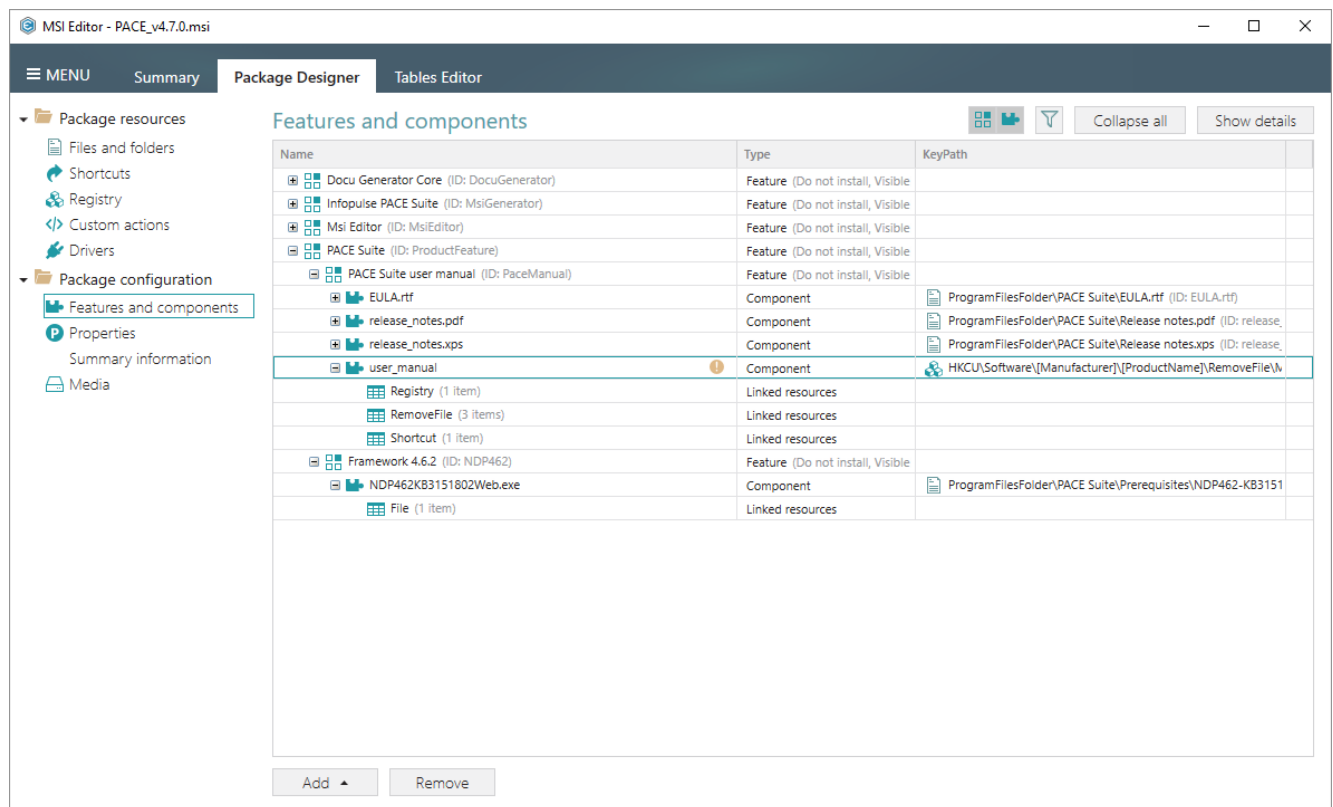 MSI Editor - PACE_v4.7.0.msi
MENU Summary Package Designer Tables Editor
Package resources
Files and folders
Shortcuts
Registry
Custom actions
Drivers
Package configuration
Features and components
Properties
Summary information
Media
Features and components Collapse all Show details
Name Type KeyPath
Docu Generator Core (ID: DocuGenerator) Feature (Do not install, Visible
Infopulse PACE Suite (ID: MsiGenerator) Feature (Do not install, Visible
Msi Editor (ID: MsiEditor) Feature (Do not install, Visible
PACE Suite (ID: ProductFeature) Feature (Do not install, Visible
PACE Suite user manual (ID: PaceManual) Feature (Do not install, Visible
EULA.rtf Component ProgramFilesFolder\PACE Suite\EULA.rtf (ID: EULA.rtf)
release_notes.pdf Component ProgramFilesFolder\PACE Suite\Release notes.pdf (ID: release_
release_notes.xps Component ProgramFilesFolder\PACE Suite\Release notes.xps (ID: release_
user_manual Component HKCU\Software\[Manufacturer]\[ProductName]\RemoveFile\
Registry (1 item) Linked resources
RemoveFile (3 items) Linked resources
Shortcut (1 item) Linked resources
Framework 4.6.2 (ID: NDP462) Feature (Do not install, Visible
NDP462KB3151802Web.exe Component ProgramFilesFolder\PACE Suite\Prerequisites\NDP462-KB3151
File (1 item) Linked resources
Add Remove